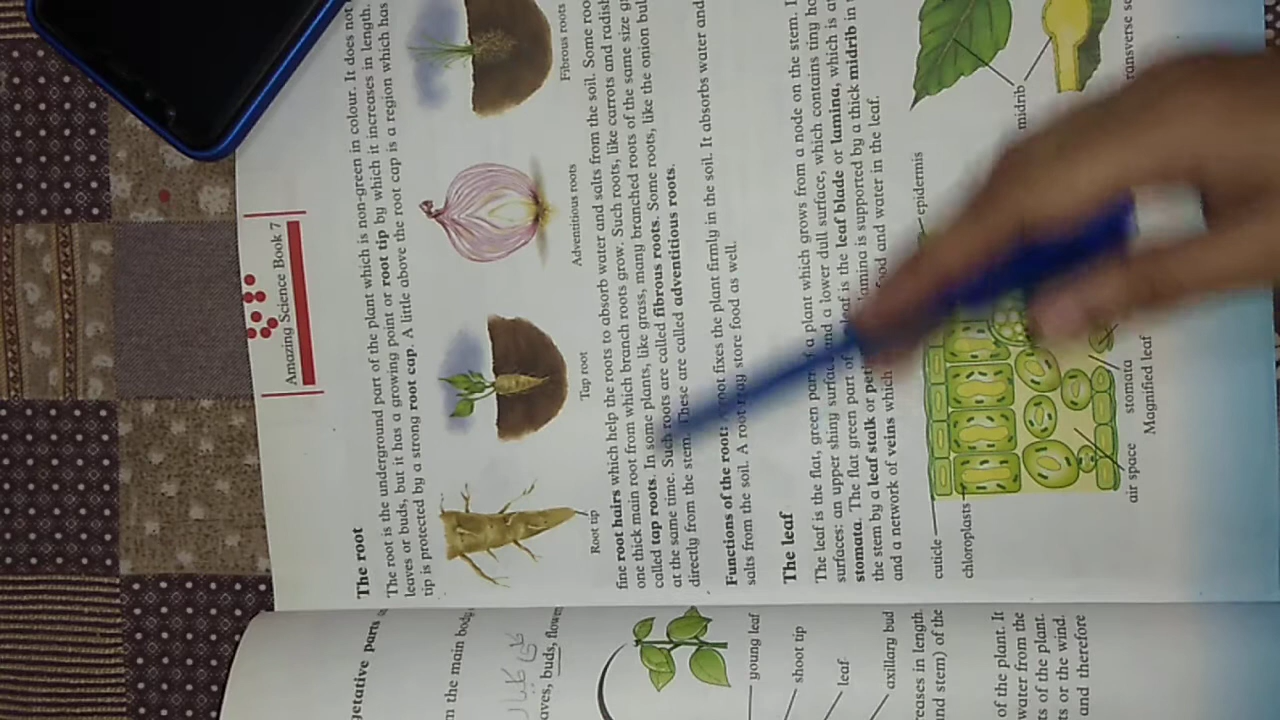 getative parts
m the main body,
کلی کلیاں
aves, buds, flower
young leaf
shoot tip
leaf
axillary bud
reases in length.
and stem) of the
of the plant. It
water from the
ts of the plant.
ts or the wind.
and therefore
Amazing Science Book 7
The root
The root is the underground part of the plant which is non-green in colour. It does not
leaves or buds, but it has a growing point or root tip by which it increases in length.
tip is protected by a strong root cap. A little above the root cap is a region which has
Root tip
Tap root
Adventitious roots
Fibrous roots
fine root hairs which help the roots to absorb water and salts from the soil. Some roo
one thick main root from which branch roots grow. Such roots, like carrots and radish
called tap roots. In some plants, like grass, many branched roots of the same size g
at the same time. Such roots are called fibrous roots. Some roots, like the onion bul
directly from the stem. These are called adventitious roots.
Functions of the root: root fixes the plant firmly in the soil. It absorbs water and
salts from the soil. A root may store food as well.
The leaf
The leaf is the flat, green part of a plant which grows from a node on the stem. I
surfaces; an upper shiny surface and a lower dull surface, which contains tiny ho
stomata. The flat green part of leaf is the leaf blade or lamina, which is at
the stem by a leaf stalk or peti lamina is supported by a thick midrib in
and a network of veins which food and water in the leaf.
cuticle
chloroplasts
epidermis
midrib
air space
stomata
Magnified leaf
ransverse se